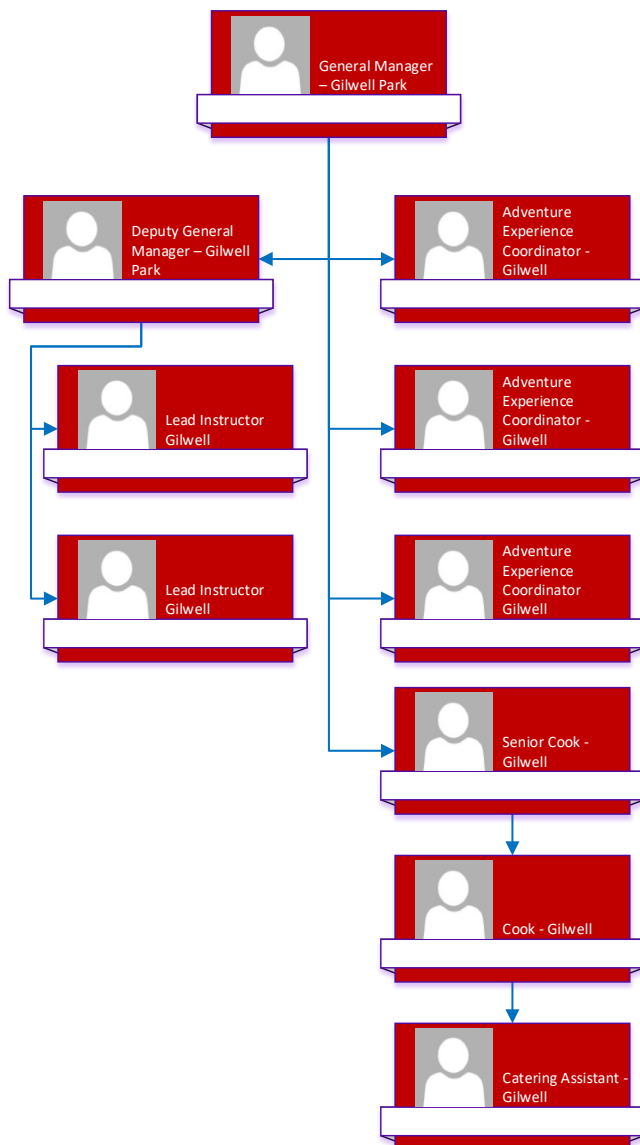 General Manager
– Gilwell Park
Deputy General
Manager – Gilwell
Park
Adventure
Experience
Coordinator -
Gilwell
Lead Instructor
Gilwell
Adventure
Experience
Coordinator -
Gilwell
Lead Instructor
Gilwell
Adventure
Experience
Coordinator
Gilwell
Senior Cook -
Gilwell
Cook - Gilwell
Catering Assistant -
Gilwell